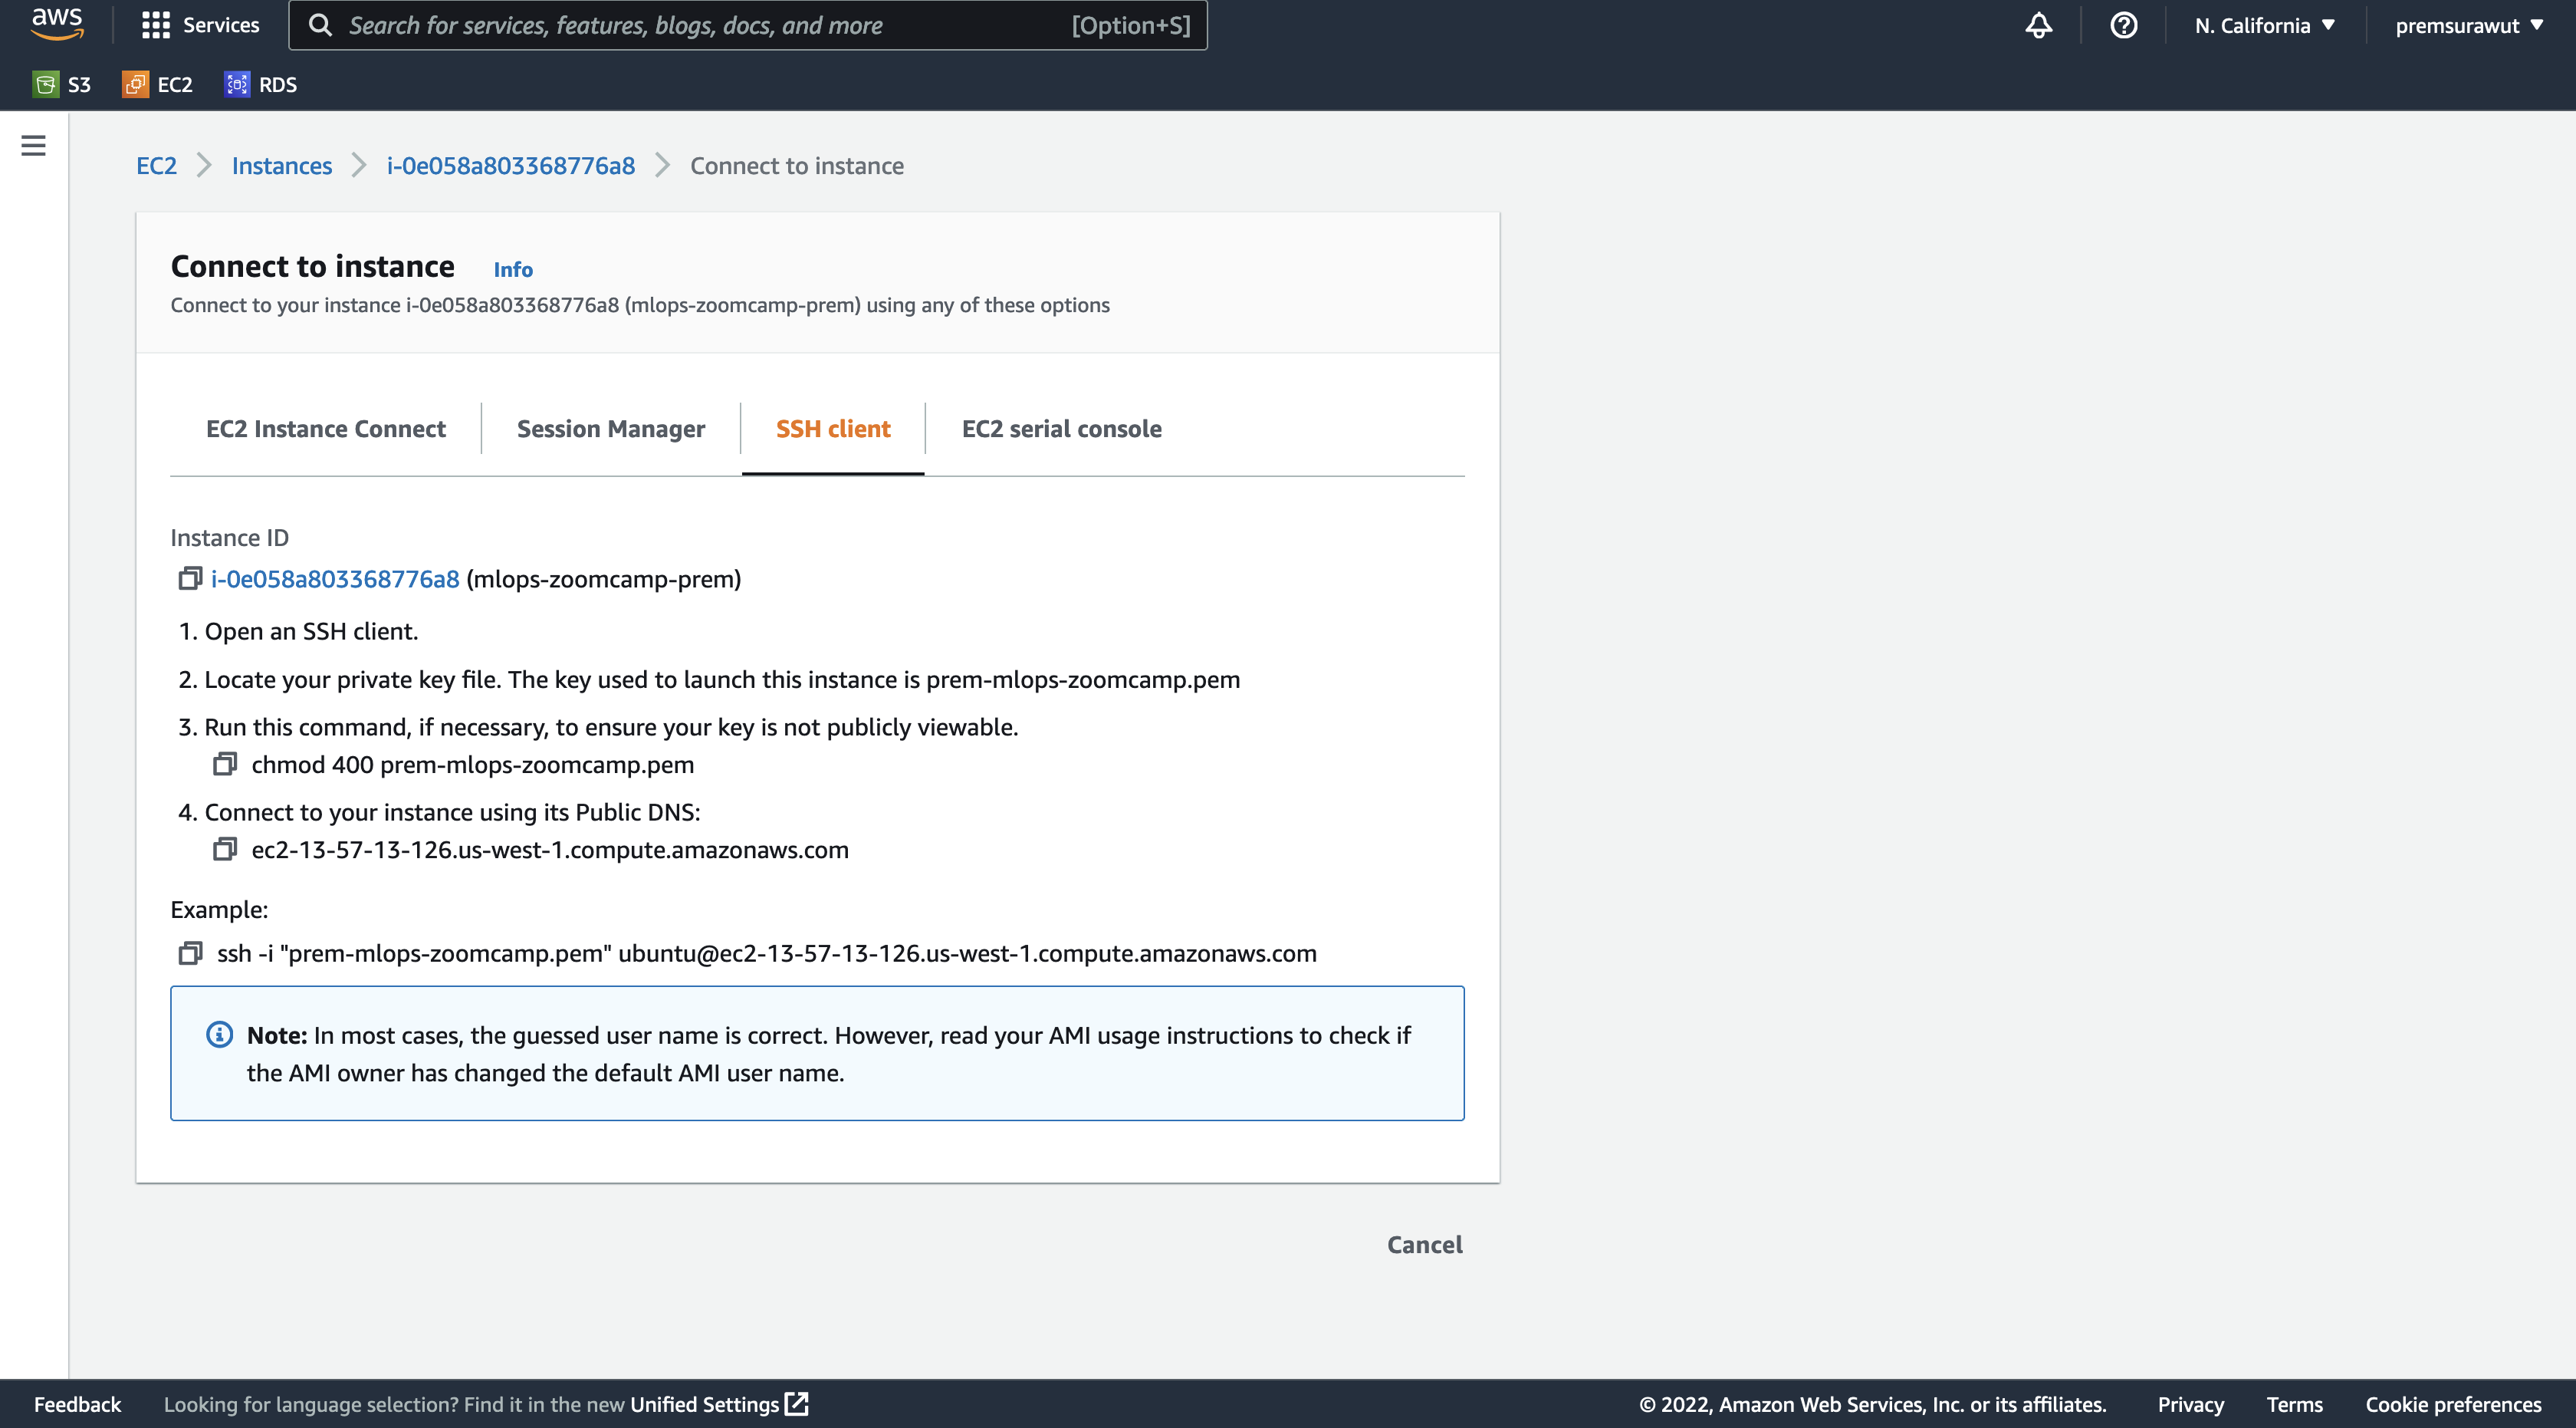 aws
Services
Search for services, features, blogs, docs, and more
[Option+S]
N. California
premsurawut
S3
EC2
RDS
EC2
Instances
i-0e058a803368776a8
Connect to instance
Connect to instance
Info
Connect to your instance i-0e058a803368776a8 (mlops-zoomcamp-prem) using any of these options
EC2 Instance Connect
Session Manager
SSH client
EC2 serial console
Instance ID
i-0e058a803368776a8 (mlops-zoomcamp-prem)
1. Open an SSH client.
2. Locate your private key file. The key used to launch this instance is prem-mlops-zoomcamp.pem
3. Run this command, if necessary, to ensure your key is not publicly viewable.
chmod 400 prem-mlops-zoomcamp.pem
4. Connect to your instance using its Public DNS:
ec2-13-57-13-126.us-west-1.compute.amazonaws.com
Example:
ssh -i "prem-mlops-zoomcamp.pem" ubuntu@ec2-13-57-13-126.us-west-1.compute.amazonaws.com
Note: In most cases, the guessed user name is correct. However, read your AMI usage instructions to check if
the AMI owner has changed the default AMI user name.
Cancel
Feedback
Looking for language selection? Find it in the new Unified Settings
© 2022, Amazon Web Services, Inc. or its affiliates.
Privacy
Terms
Cookie preferences